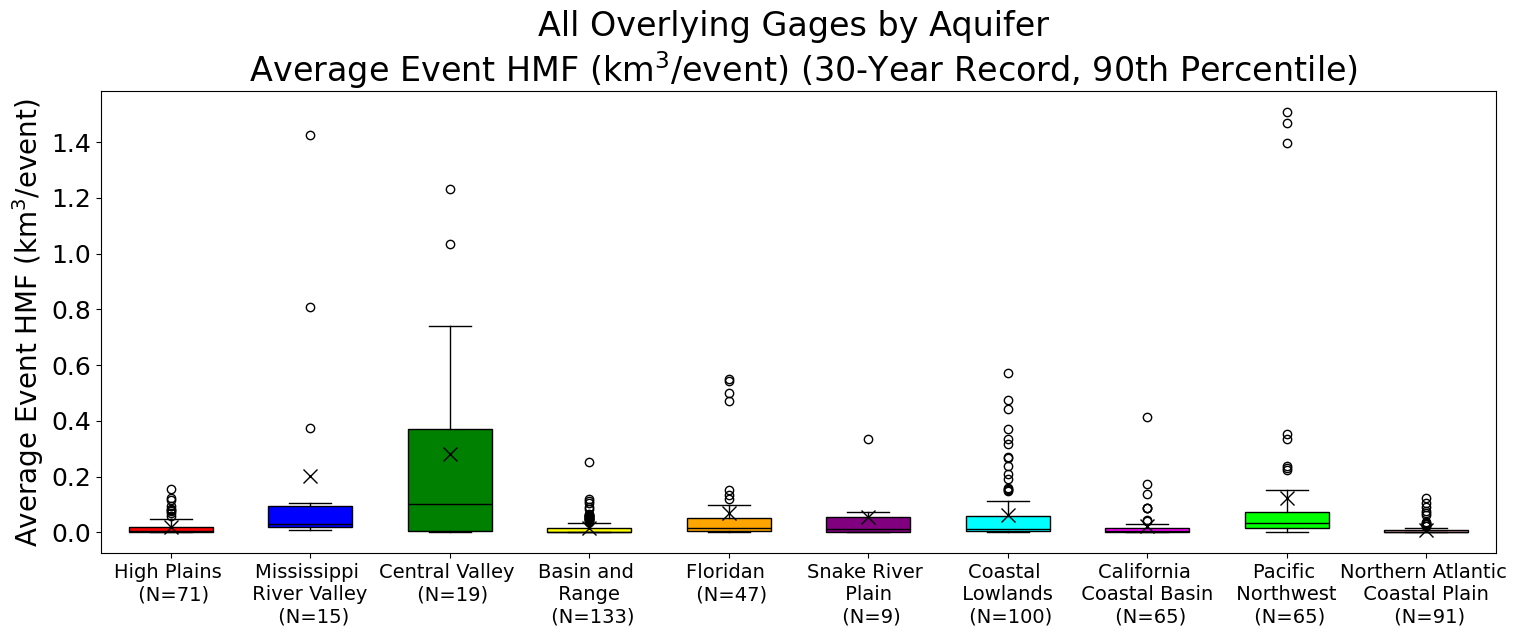 All Overlying Gages by Aquifer
Average Event HMF (km³/event) (30-Year Record, 90th Percentile)
Average Event HMF (km³/event)
1.4
1.2
1.0
0.8
0.6
0.4
0.2
0.0
High Plains
(N=71)
Mississippi
River Valley
(N=15)
Central Valley
(N=19)
Basin and
Range
(N=133)
Floridan
(N=47)
Snake River
Plain
(N=9)
Coastal
Lowlands
(N=100)
California
Coastal Basin
(N=65)
Pacific
Northwest
(N=65)
Northern Atlantic
Coastal Plain
(N=91)